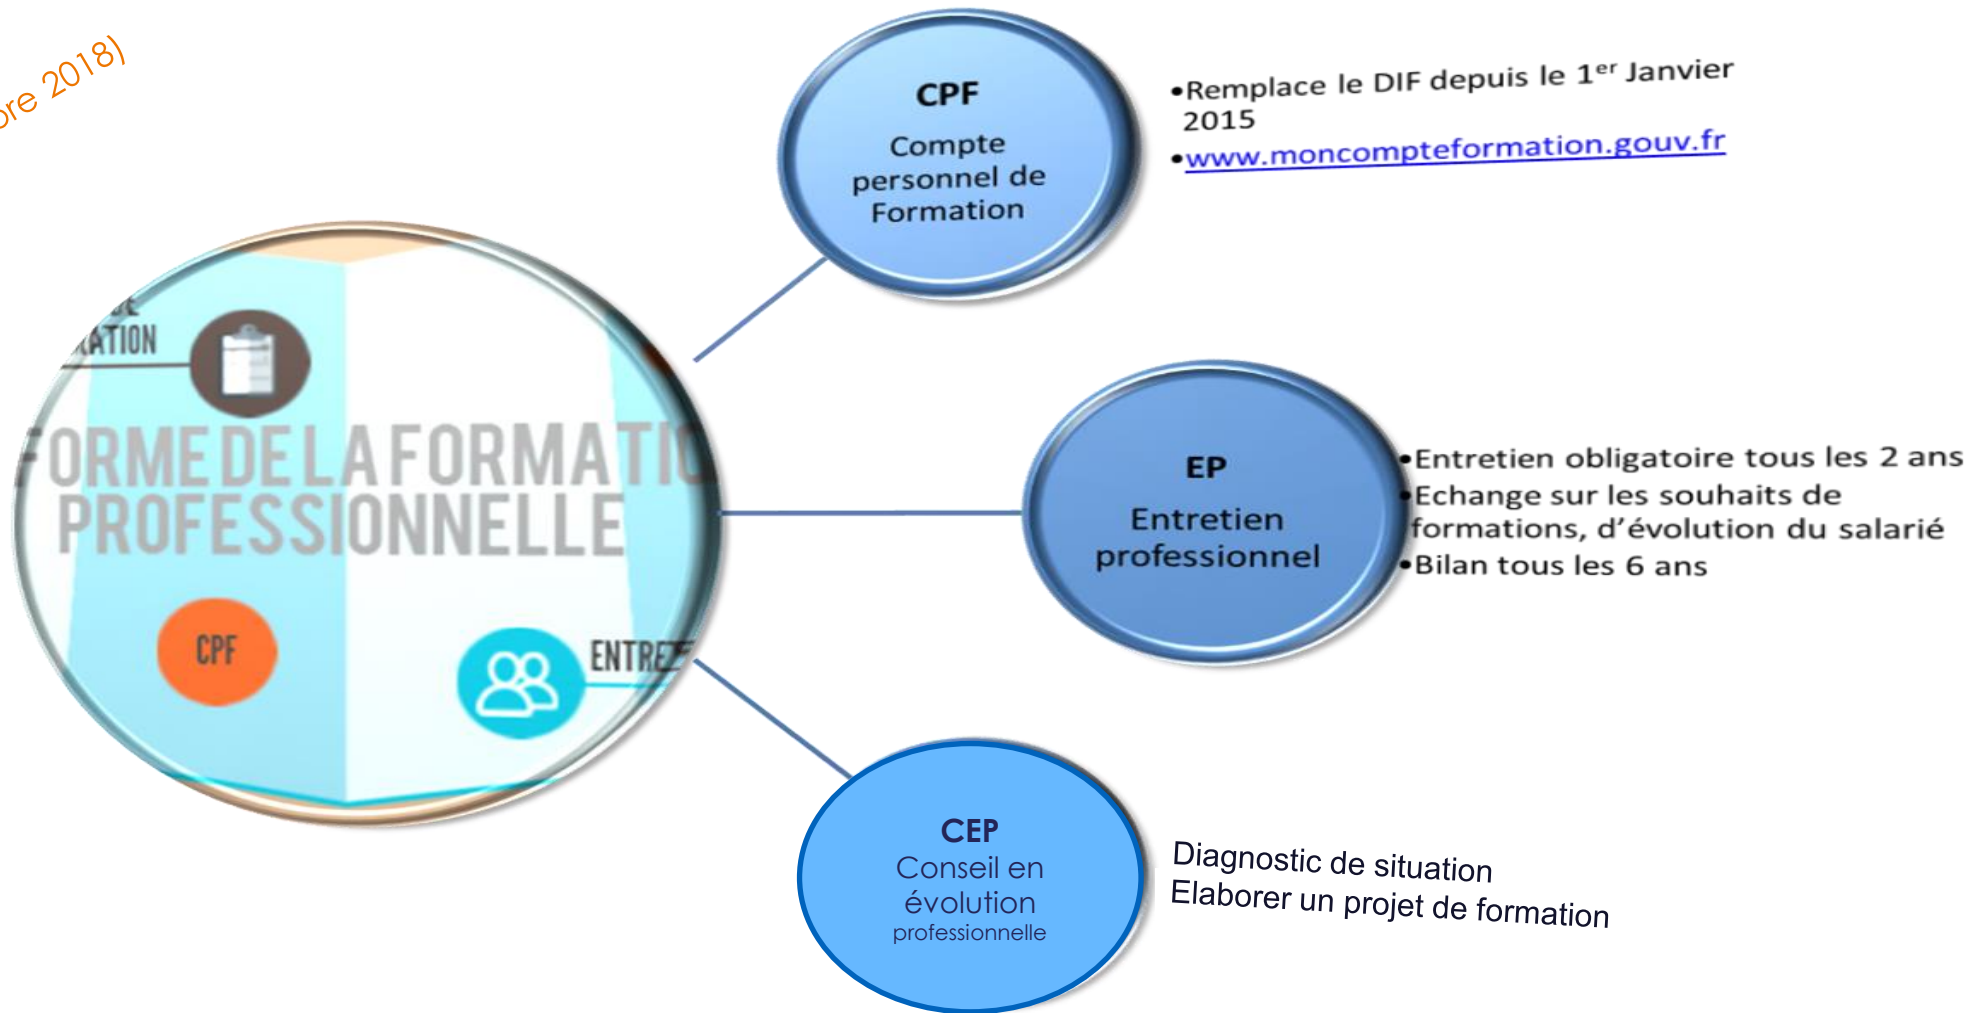 2018)
CPF
Compte
personnel de
Formation
•Remplace le DIF depuis le 1er Janvier
2015
•www.moncompteformation.gouv.fr
FORME DE LA FORMATIO
PROFESSIONNELLE
CPF
ENTRE
EP
Entretien
professionnel
•Entretien obligatoire tous les 2 ans
•Echange sur les souhaits de
formations, d'évolution du salarié
•Bilan tous les 6 ans
CEP
Conseil en
évolution
professionnelle
Diagnostic de situation
Elaborer un projet de formation